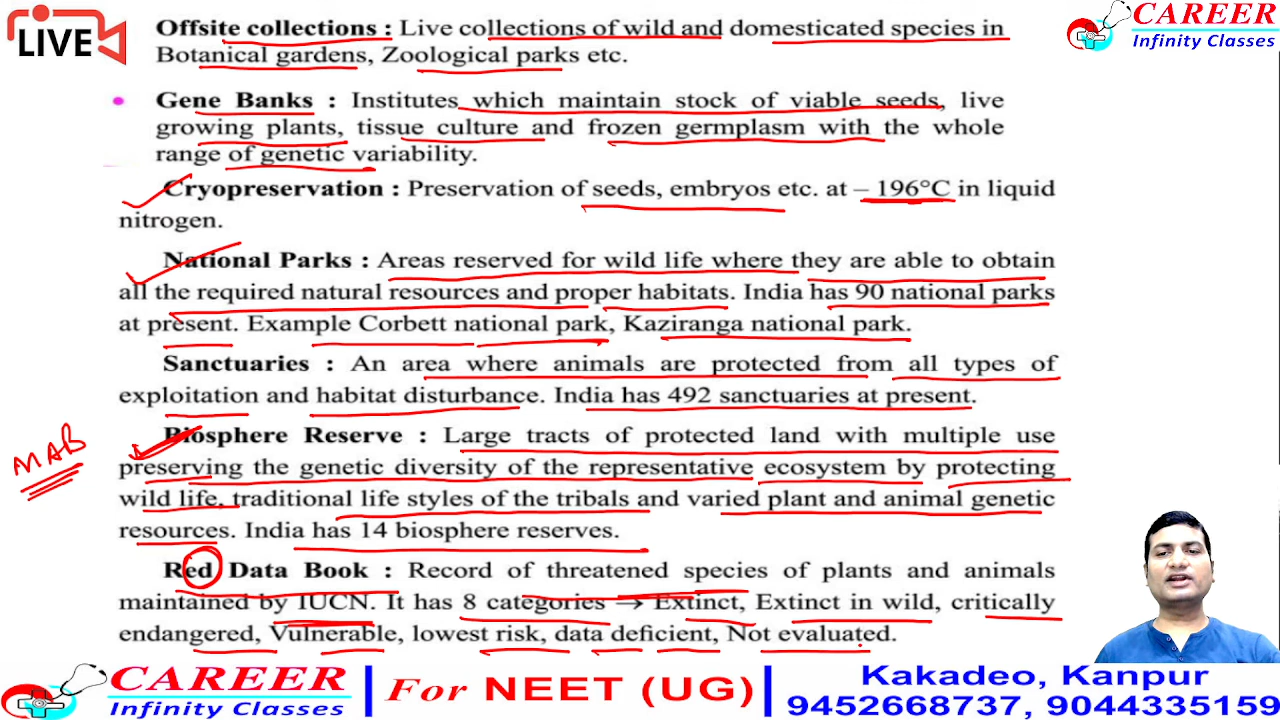 LIVE
CAREER
Infinity Classes
Offsite collections : Live collections of wild and domesticated species in
Botanical gardens, Zoological parks etc.
• Gene Banks : Institutes which maintain stock of viable seeds, live
growing plants, tissue culture and frozen germplasm with the whole
range of genetic variability.
Cryopreservation : Preservation of seeds, embryos etc. at – 196°C in liquid
nitrogen.
National Parks : Areas reserved for wild life where they are able to obtain
all the required natural resources and proper habitats. India has 90 national parks
at present. Example Corbett national park, Kaziranga national park.
Sanctuaries : An area where animals are protected from all types of
exploitation and habitat disturbance. India has 492 sanctuaries at present.
MAB
Biosphere Reserve : Large tracts of protected land with multiple use
preserving the genetic diversity of the representative ecosystem by protecting
wild life, traditional life styles of the tribals and varied plant and animal genetic
resources. India has 14 biosphere reserves.
Red Data Book : Record of threatened species of plants and animals
maintained by IUCN. It has 8 categories → Extinct, Extinct in wild, critically
endangered, Vulnerable, lowest risk, data deficient, Not evaluated.
CAREER
Infinity Classes
For NEET (UG)
Kakadeo, Kanpur
9452668737, 9044335159